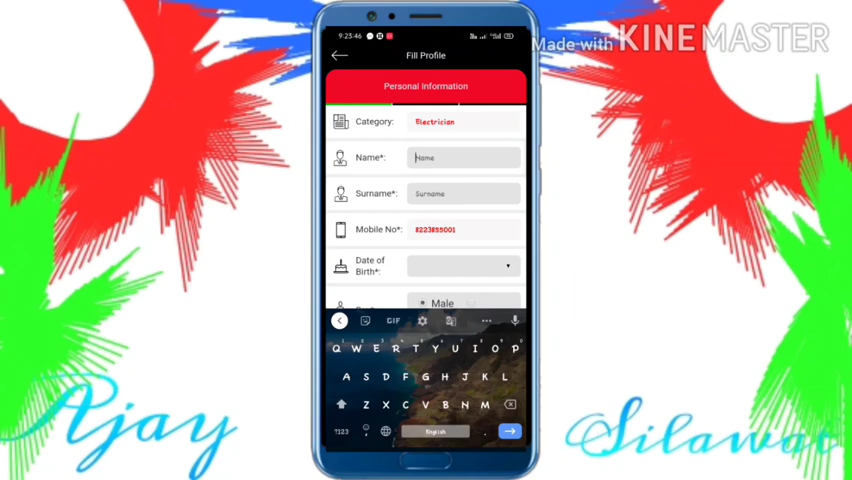 9:23:46
Made with KINEMASTER
Fill Profile
Personal Information
Category: Electrician
Name*: Name
Surname*: Surname
Mobile No*: 8223855001
Date of
Birth*:
Male
GIF
Q W E R T Y U I O P
A S D F G H J K L
Z X C V B N M
?123 , English .
Ajay Silawat